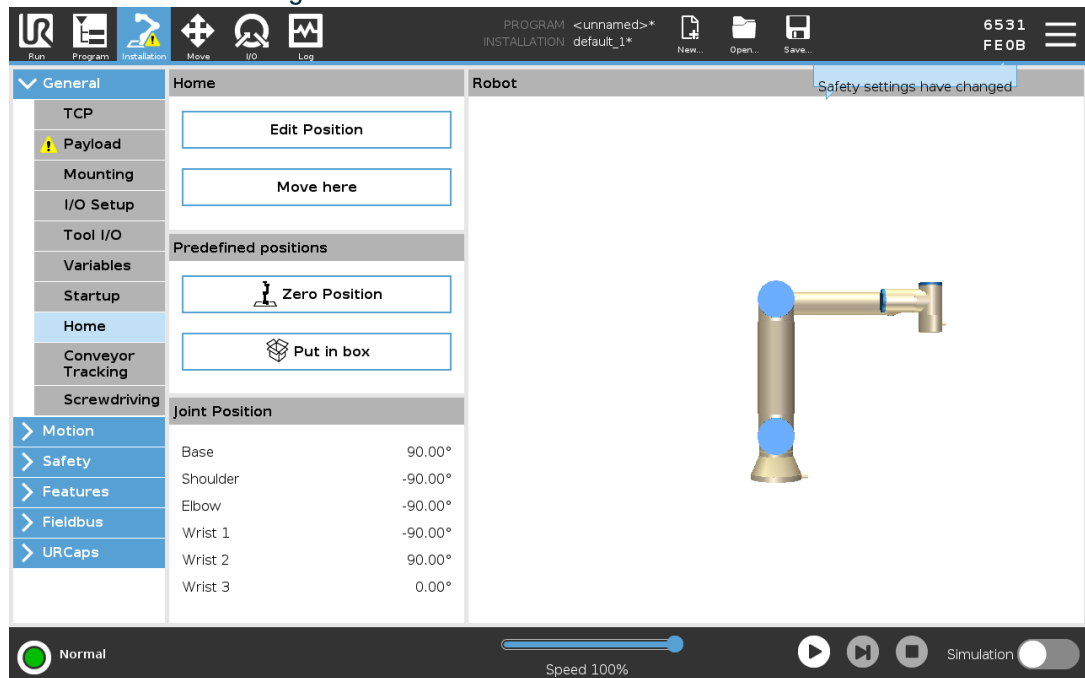 PROGRAM <unnamed>*
INSTALLATION default_1*
6531
FE0B
Run
Program
Installation
Move
I/O
Log
New...
Open...
Save...
General
Home
Robot
Safety settings have changed
TCP
Payload
Mounting
I/O Setup
Tool I/O
Variables
Startup
Home
Conveyor
Tracking
Screwdriving
Motion
Safety
Features
Fieldbus
URCaps
Edit Position
Move here
Predefined positions
Zero Position
Put in box
Joint Position
Base 90.00°
Shoulder -90.00°
Elbow -90.00°
Wrist 1 -90.00°
Wrist 2 90.00°
Wrist 3 0.00°
Normal
Speed 100%
Simulation